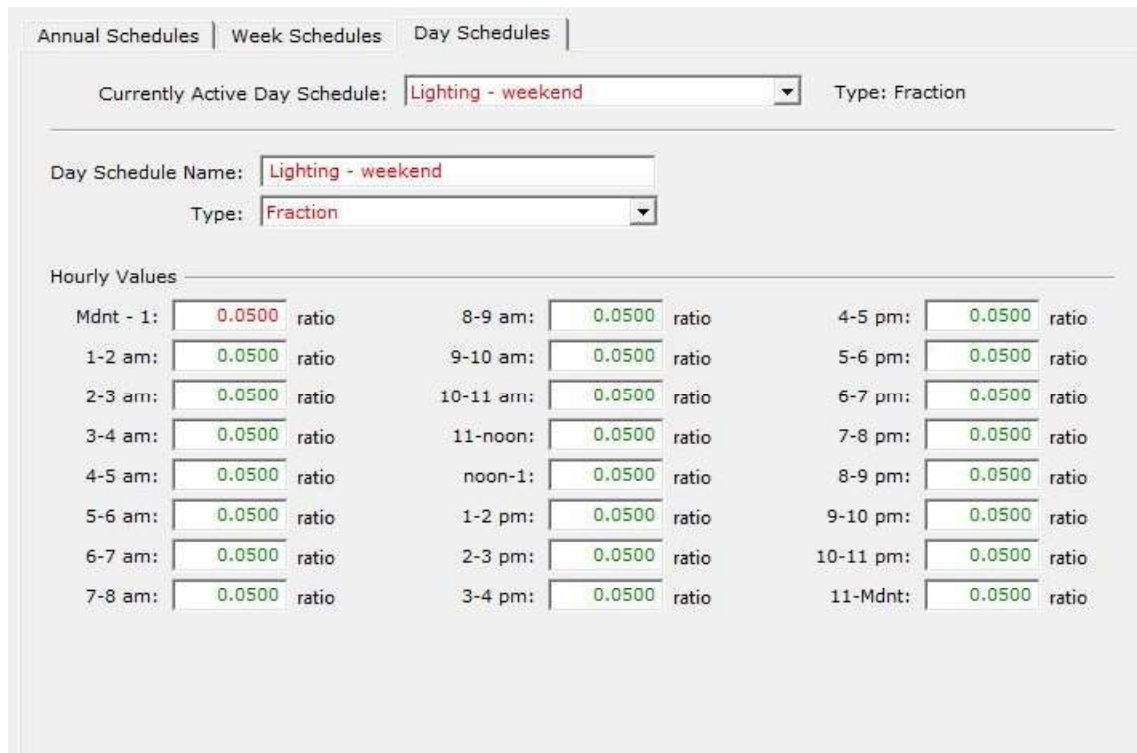 Annual Schedules Week Schedules Day Schedules
Currently Active Day Schedule: Lighting - weekend Type: Fraction
Day Schedule Name: Lighting - weekend
Type: Fraction
Hourly Values
Mdnt - 1: 0.0500 ratio 8-9 am: 0.0500 ratio 4-5 pm: 0.0500 ratio
1-2 am: 0.0500 ratio 9-10 am: 0.0500 ratio 5-6 pm: 0.0500 ratio
2-3 am: 0.0500 ratio 10-11 am: 0.0500 ratio 6-7 pm: 0.0500 ratio
3-4 am: 0.0500 ratio 11-noon: 0.0500 ratio 7-8 pm: 0.0500 ratio
4-5 am: 0.0500 ratio noon-1: 0.0500 ratio 8-9 pm: 0.0500 ratio
5-6 am: 0.0500 ratio 1-2 pm: 0.0500 ratio 9-10 pm: 0.0500 ratio
6-7 am: 0.0500 ratio 2-3 pm: 0.0500 ratio 10-11 pm: 0.0500 ratio
7-8 am: 0.0500 ratio 3-4 pm: 0.0500 ratio 11-Mdnt: 0.0500 ratio